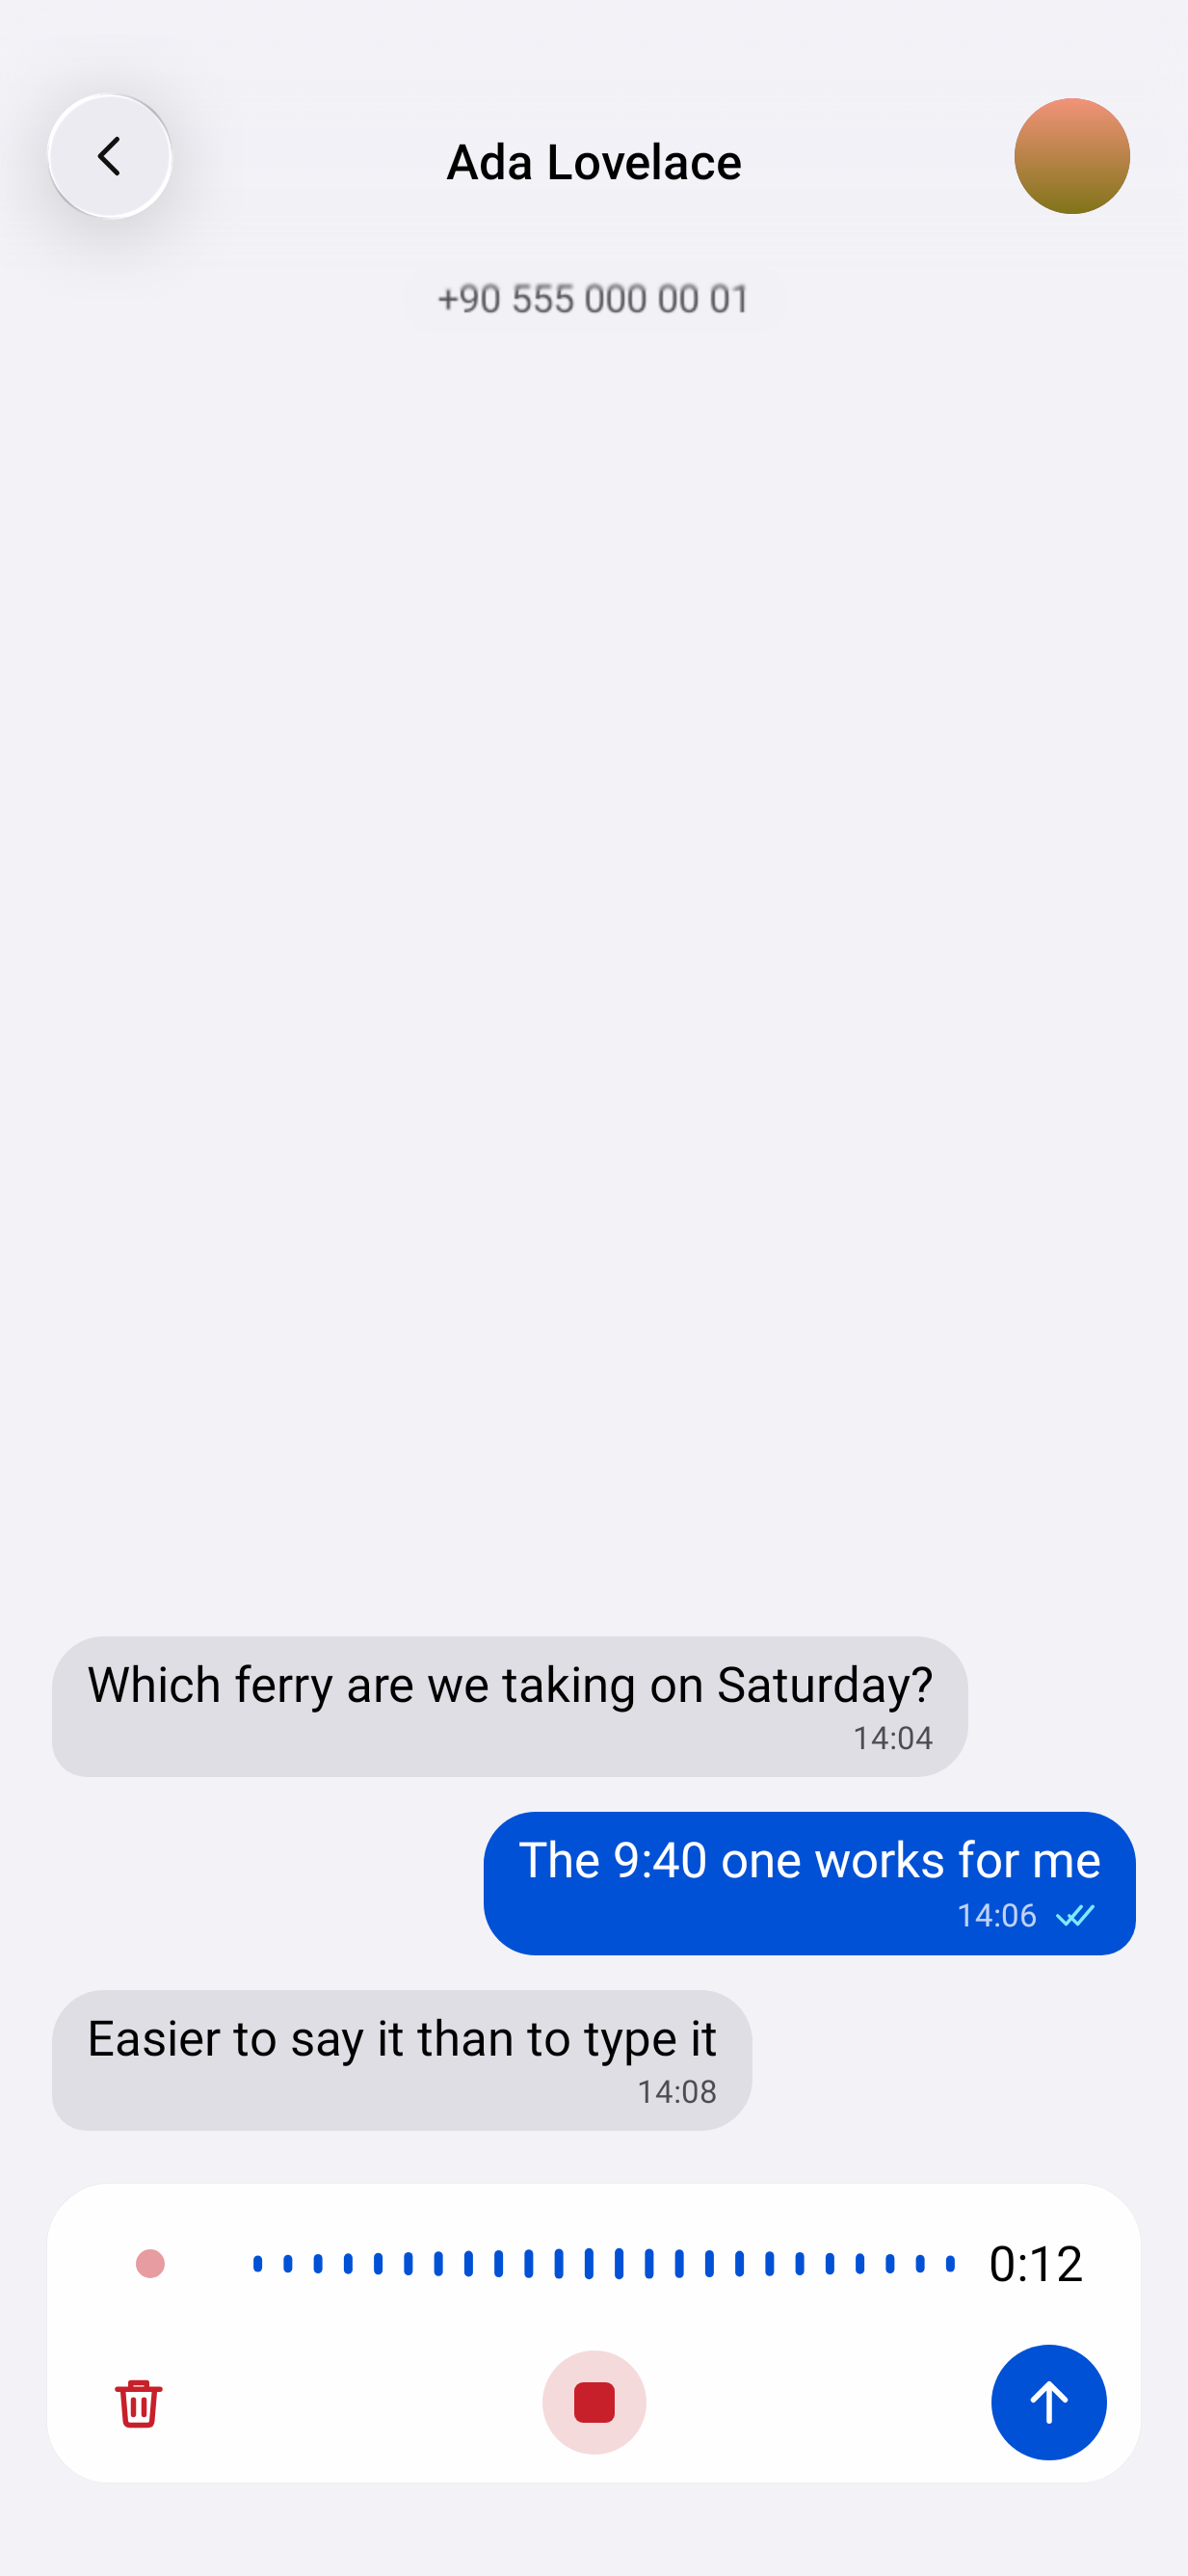 Ada Lovelace
+90 555 000 00 01
Which ferry are we taking on Saturday?
14:04
The 9:40 one works for me
14:06
Easier to say it than to type it
14:08
0:12